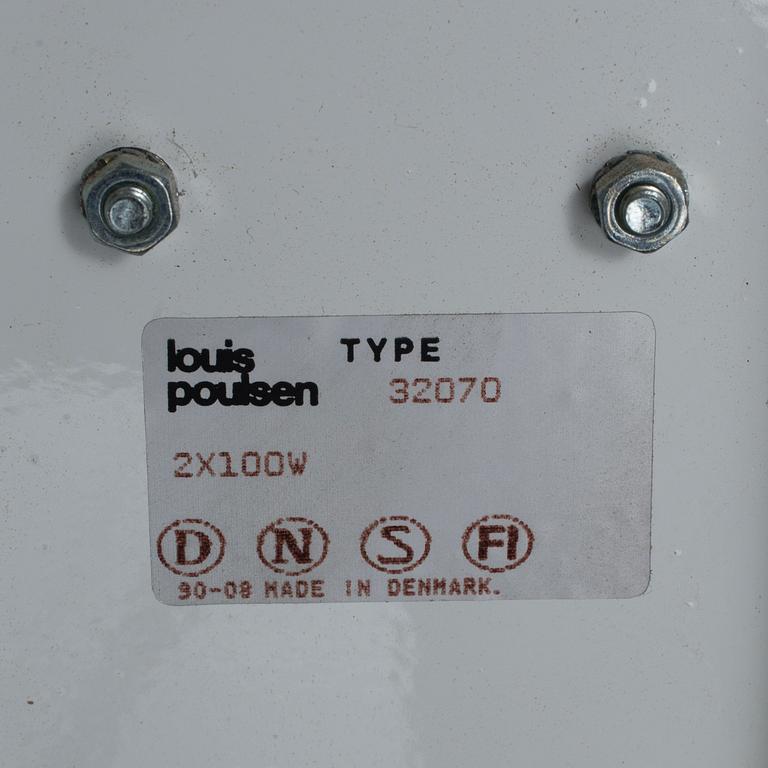 louis
poulsen
TYPE
32070
2X100W
D N S FI
90-08 MADE IN DENMARK.